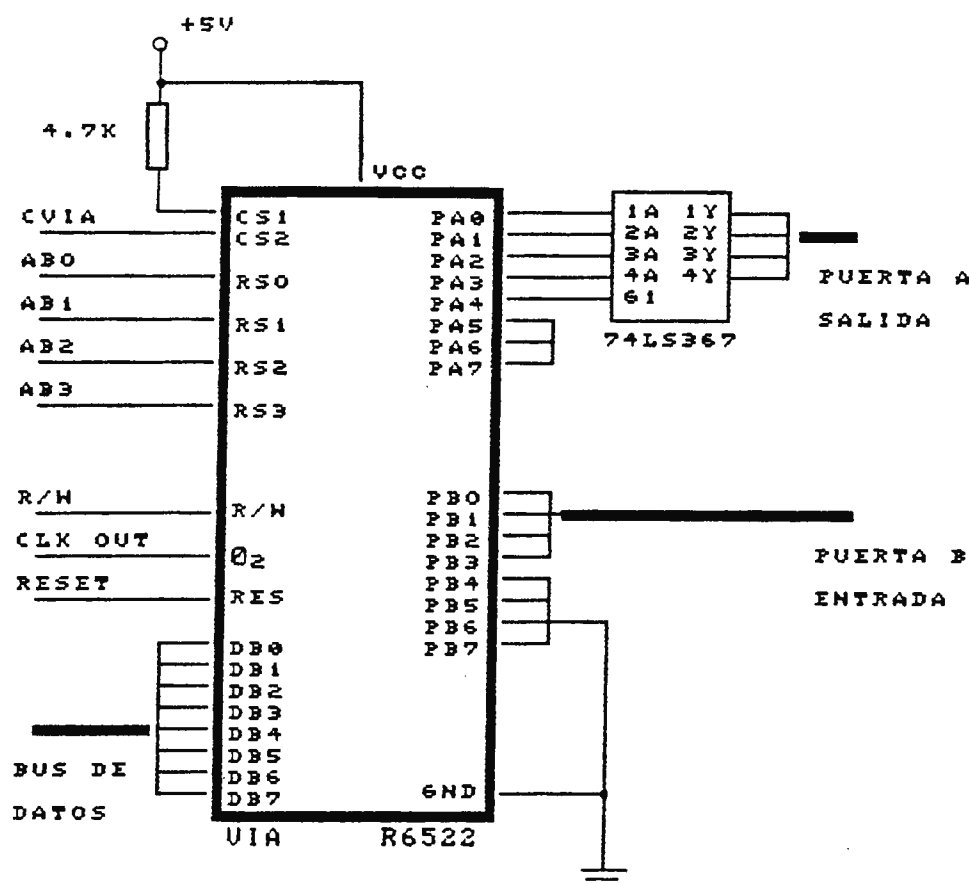 +5V
4.7K
VCC
CVIA
AB0
AB1
AB2
AB3
R/W
CLK OUT
RESET
BUS DE
DATOS
CS1
CS2
RS0
RS1
RS2
RS3
R/W
Ø2
RES
DB0
DB1
DB2
DB3
DB4
DB5
DB6
DB7
PA0
PA1
PA2
PA3
PA4
PA5
PA6
PA7
PB0
PB1
PB2
PB3
PB4
PB5
PB6
PB7
GND
VIA R6522
1A 1Y
2A 2Y
3A 3Y
4A 4Y
G1
74LS367
PUERTA A
SALIDA
PUERTA B
ENTRADA